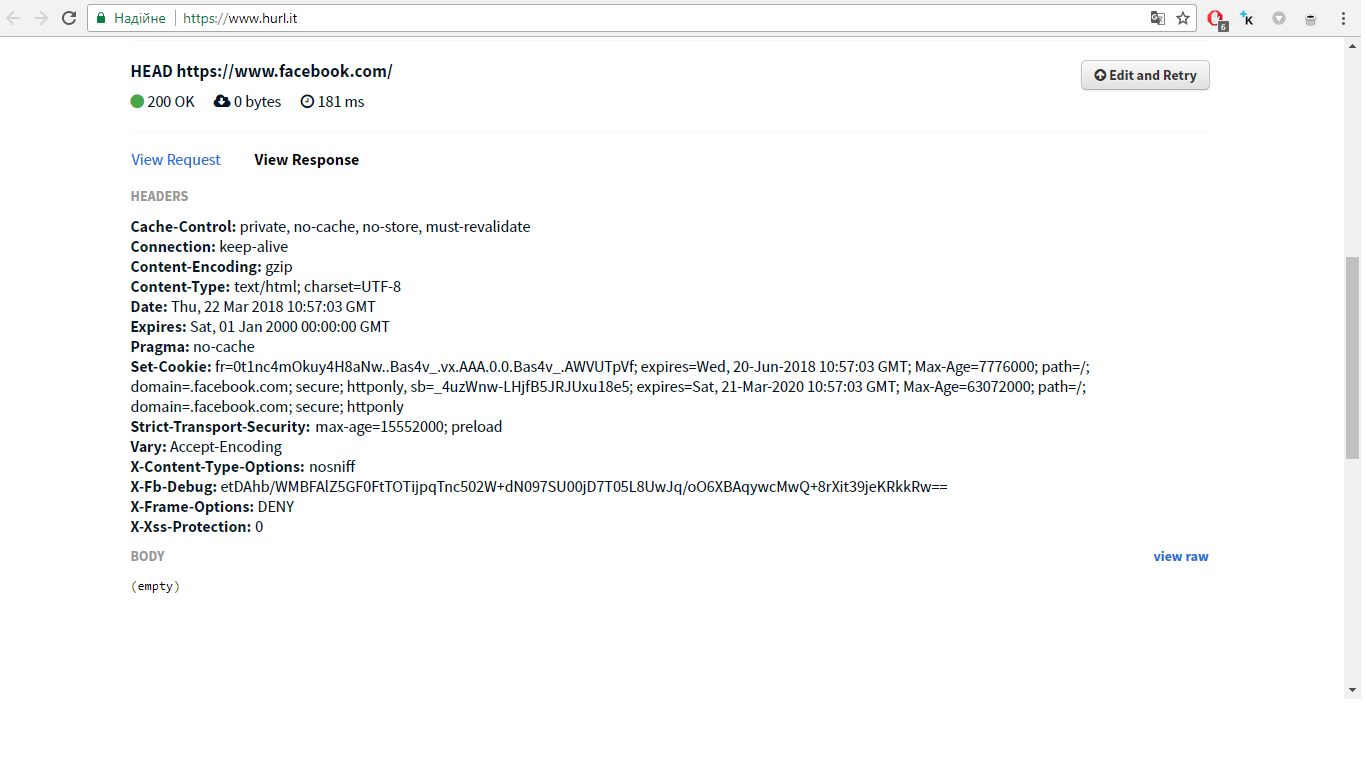 Надійне https://www.hurl.it
6
K
HEAD https://www.facebook.com/
Edit and Retry
200 OK 0 bytes 181 ms
View Request View Response
HEADERS
Cache-Control: private, no-cache, no-store, must-revalidate
Connection: keep-alive
Content-Encoding: gzip
Content-Type: text/html; charset=UTF-8
Date: Thu, 22 Mar 2018 10:57:03 GMT
Expires: Sat, 01 Jan 2000 00:00:00 GMT
Pragma: no-cache
Set-Cookie: fr=0t1nc4mOkuy4H8aNw..Bas4v_.vx.AAA.0.0.Bas4v_.AWVUTpVf; expires=Wed, 20-Jun-2018 10:57:03 GMT; Max-Age=7776000; path=/;
domain=.facebook.com; secure; httponly, sb=_4uzWnw-LHjfB5JRJUxu18e5; expires=Sat, 21-Mar-2020 10:57:03 GMT; Max-Age=63072000; path=/;
domain=.facebook.com; secure; httponly
Strict-Transport-Security: max-age=15552000; preload
Vary: Accept-Encoding
X-Content-Type-Options: nosniff
X-Fb-Debug: etDAhb/WMBFAlZ5GF0FtTOTijpqTnc502W+dN097SU00jD7T05L8UwJq/oO6XBAqywcMwQ+8rXit39jeKRkkRw==
X-Frame-Options: DENY
X-Xss-Protection: 0
BODY view raw
(empty)